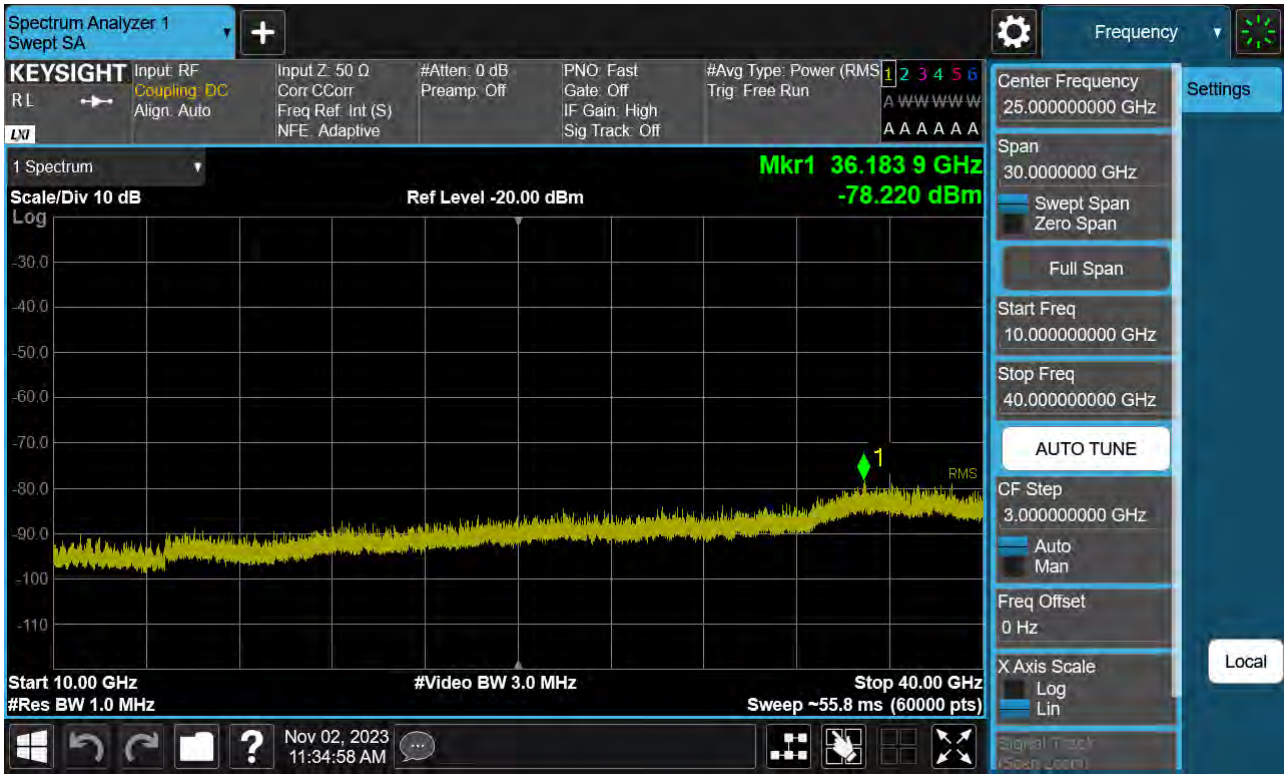 Spectrum Analyzer 1
Swept SA
+
Frequency
KEYSIGHT
RL
LXI
Input: RF
Coupling: DC
Align: Auto
Input Z: 50 Ω
Corr CCorr
Freq Ref: Int (S)
NFE: Adaptive
#Atten: 0 dB
Preamp: Off
PNO: Fast
Gate: Off
IF Gain: High
Sig Track: Off
#Avg Type: Power (RMS
Trig: Free Run
1 2 3 4 5 6
A W W W W W
A A A A A A
1 Spectrum
Mkr1 36.183 9 GHz
Scale/Div 10 dB
Ref Level -20.00 dBm
-78.220 dBm
Log
-30.0
-40.0
-50.0
-60.0
-70.0
1
RMS
-80.0
-90.0
-100
-110
Start 10.00 GHz
#Video BW 3.0 MHz
Stop 40.00 GHz
#Res BW 1.0 MHz
Sweep ~55.8 ms (60000 pts)
?
Nov 02, 2023
11:34:58 AM
Center Frequency
25.000000000 GHz
Span
30.0000000 GHz
Swept Span
Zero Span
Full Span
Start Freq
10.000000000 GHz
Stop Freq
40.000000000 GHz
AUTO TUNE
CF Step
3.000000000 GHz
Auto
Man
Freq Offset
0 Hz
X Axis Scale
Log
Lin
Signal Track
(Span Zoom)
Settings
Local